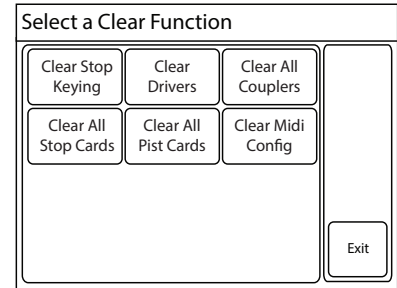 Select a Clear Function
Clear Stop
Keying
Clear
Drivers
Clear All
Couplers
Clear All
Stop Cards
Clear All
Pist Cards
Clear Midi
Config
Exit